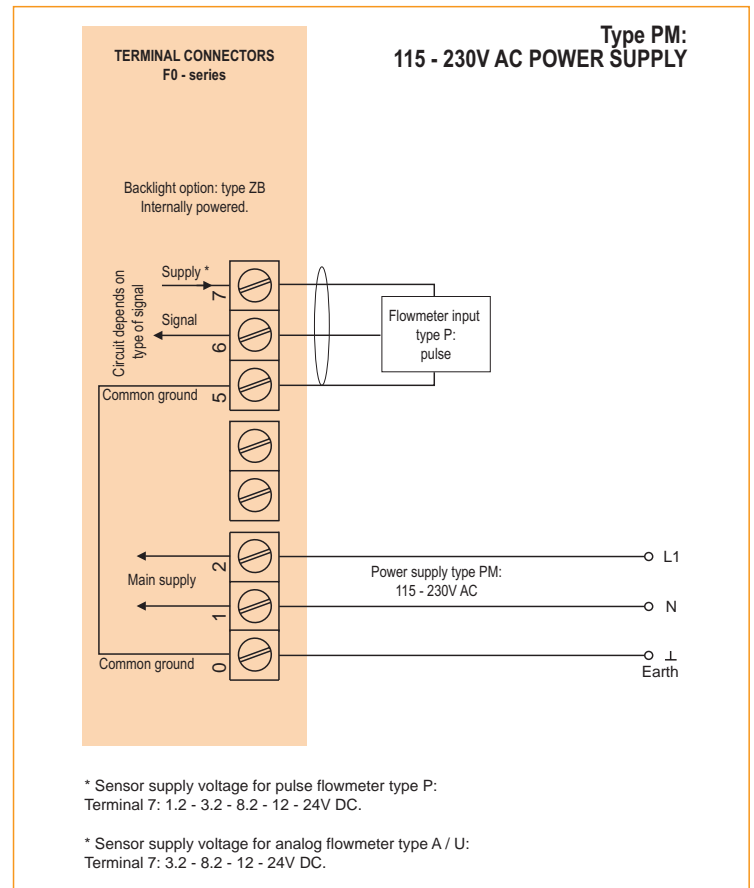 Type PM:
115 - 230V AC POWER SUPPLY
TERMINAL CONNECTORS
F0 - series
Backlight option: type ZB
Internally powered.
Circuit depends on
type of signal
Supply *
7
Signal
6
Common ground
5
Flowmeter input
type P:
pulse
2
Main supply
1
Common ground
0
Power supply type PM:
115 - 230V AC
L1
N
⊥
Earth
* Sensor supply voltage for pulse flowmeter type P:
Terminal 7: 1.2 - 3.2 - 8.2 - 12 - 24V DC.
* Sensor supply voltage for analog flowmeter type A / U:
Terminal 7: 3.2 - 8.2 - 12 - 24V DC.